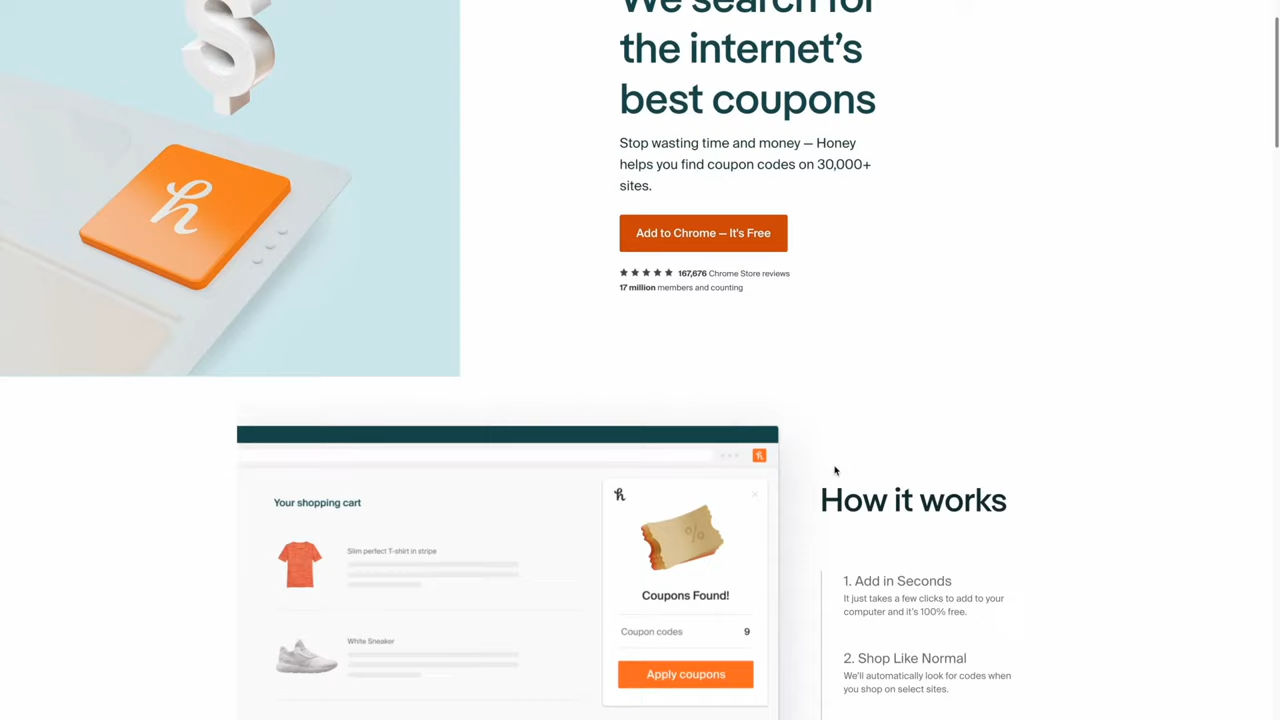 We search for
the internet's
best coupons
Stop wasting time and money — Honey
helps you find coupon codes on 30,000+
sites.
Add to Chrome — It's Free
167,676 Chrome Store reviews
17 million members and counting
h
h
Your shopping cart
Slim perfect T-shirt in stripe
White Sneaker
h
%
Coupons Found!
Coupon codes 9
Apply coupons
How it works
1. Add in Seconds
It just takes a few clicks to add to your
computer and it's 100% free.
2. Shop Like Normal
We'll automatically look for codes when
you shop on select sites.